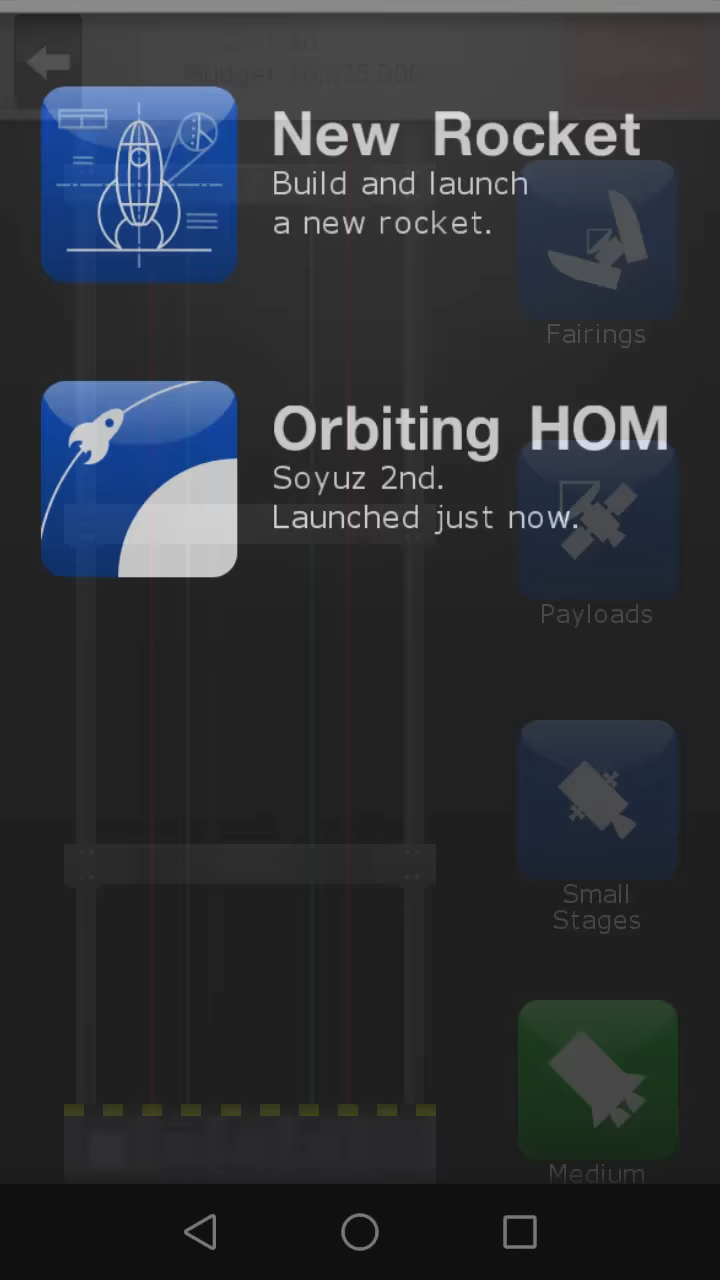 New Rocket
Build and launch
a new rocket.
Fairings
Orbiting HOM
Soyuz 2nd.
Launched just now.
Payloads
Small
Stages
Medium